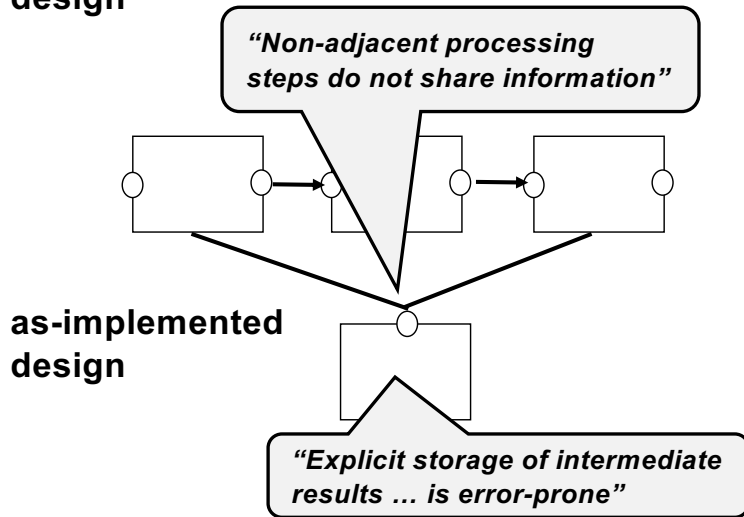 design
“Non-adjacent processing
steps do not share information”
as-implemented
design
“Explicit storage of intermediate
results … is error-prone”